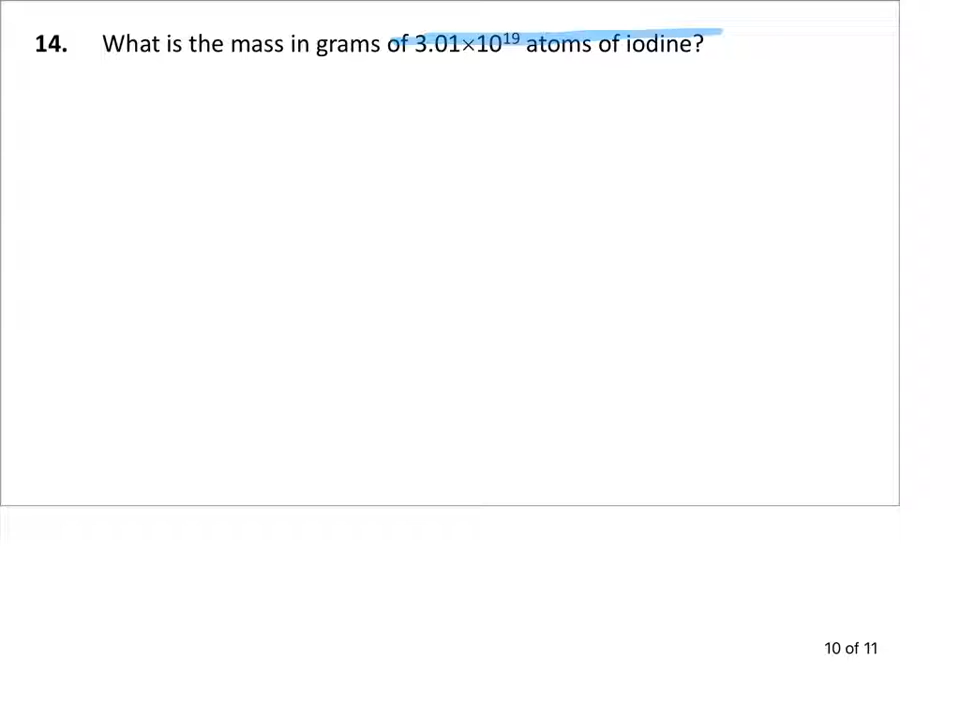 14. What is the mass in grams of 3.01×10¹⁹ atoms of iodine?
10 of 11